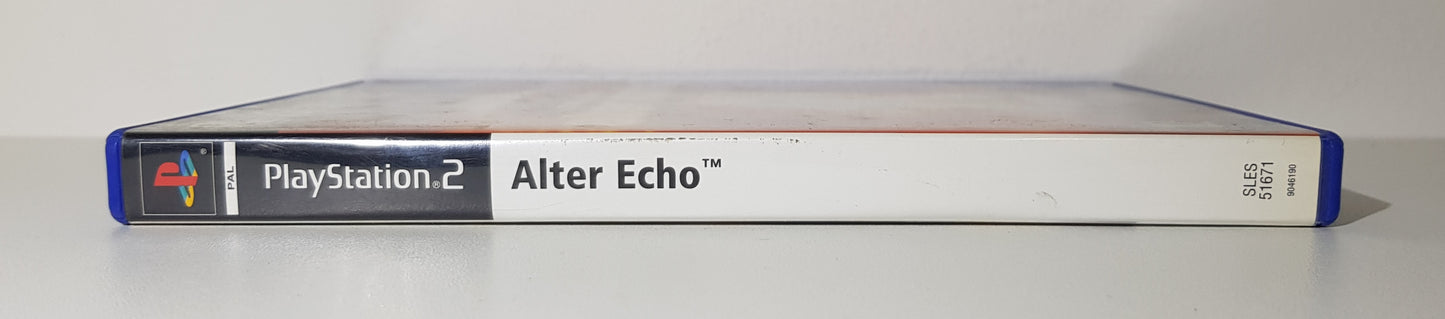 PAL
PlayStation®2
Alter Echo™
SLES
51671
9046190